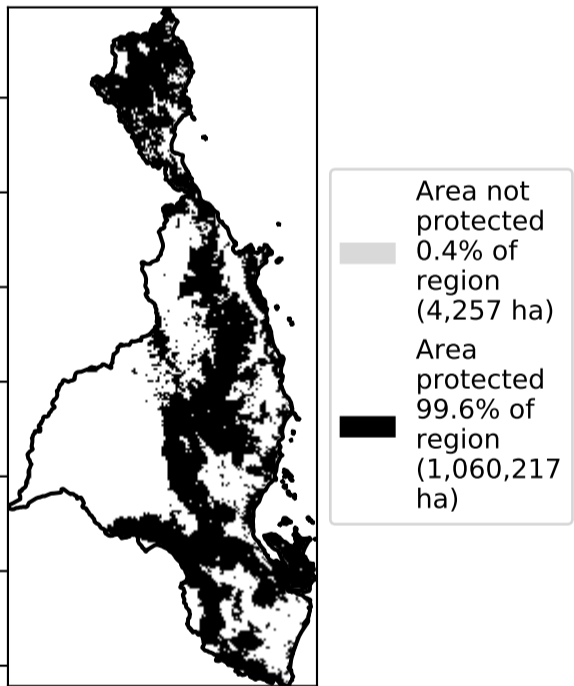 Area not
protected
0.4% of
region
(4,257 ha)
Area
protected
99.6% of
region
(1,060,217
ha)